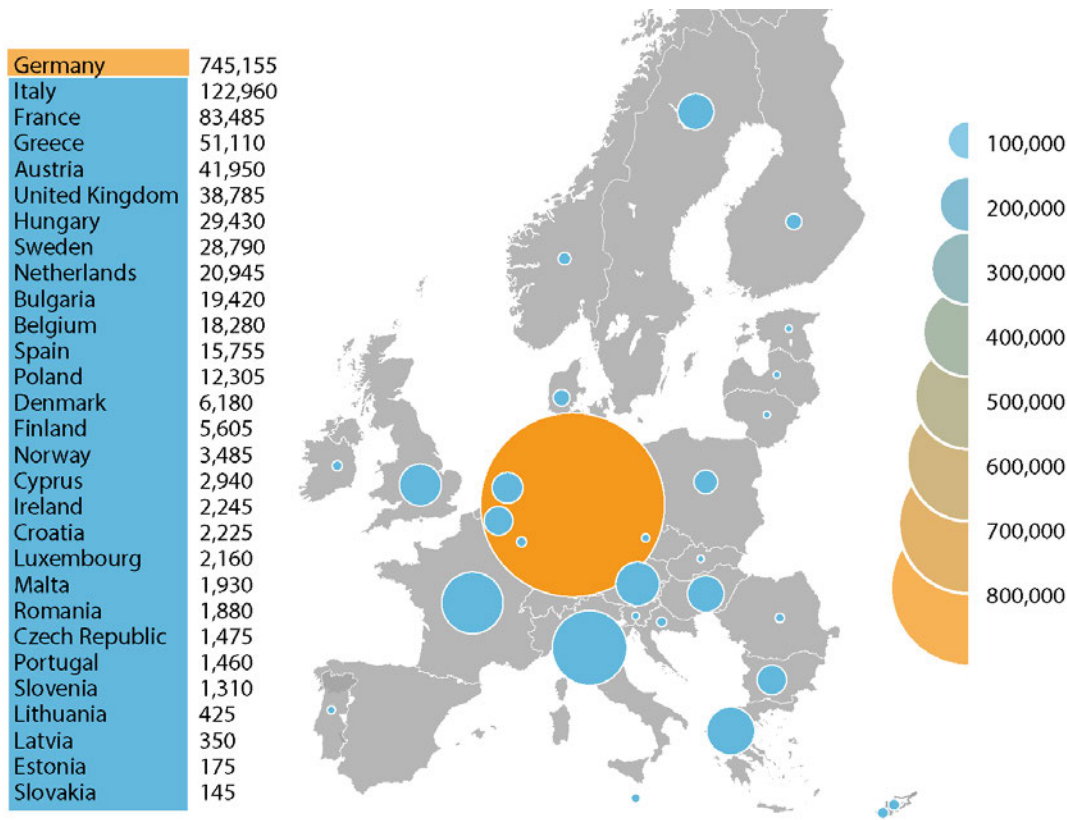 Germany 745,155
Italy 122,960
France 83,485
Greece 51,110
Austria 41,950
United Kingdom 38,785
Hungary 29,430
Sweden 28,790
Netherlands 20,945
Bulgaria 19,420
Belgium 18,280
Spain 15,755
Poland 12,305
Denmark 6,180
Finland 5,605
Norway 3,485
Cyprus 2,940
Ireland 2,245
Croatia 2,225
Luxembourg 2,160
Malta 1,930
Romania 1,880
Czech Republic 1,475
Portugal 1,460
Slovenia 1,310
Lithuania 425
Latvia 350
Estonia 175
Slovakia 145
100,000
200,000
300,000
400,000
500,000
600,000
700,000
800,000